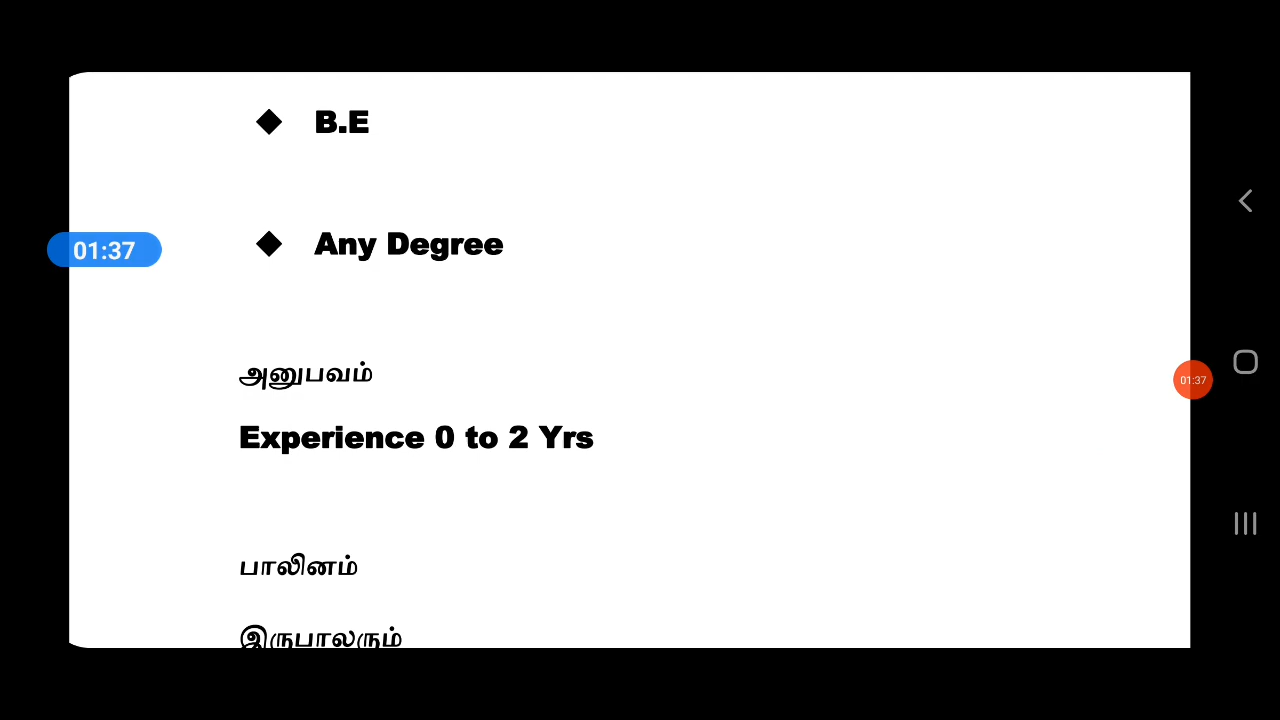 ◆ B.E
◆ Any Degree
01:37
அனுபவம்
01:37
Experience 0 to 2 Yrs
பாலினம்
இருபாலரும்